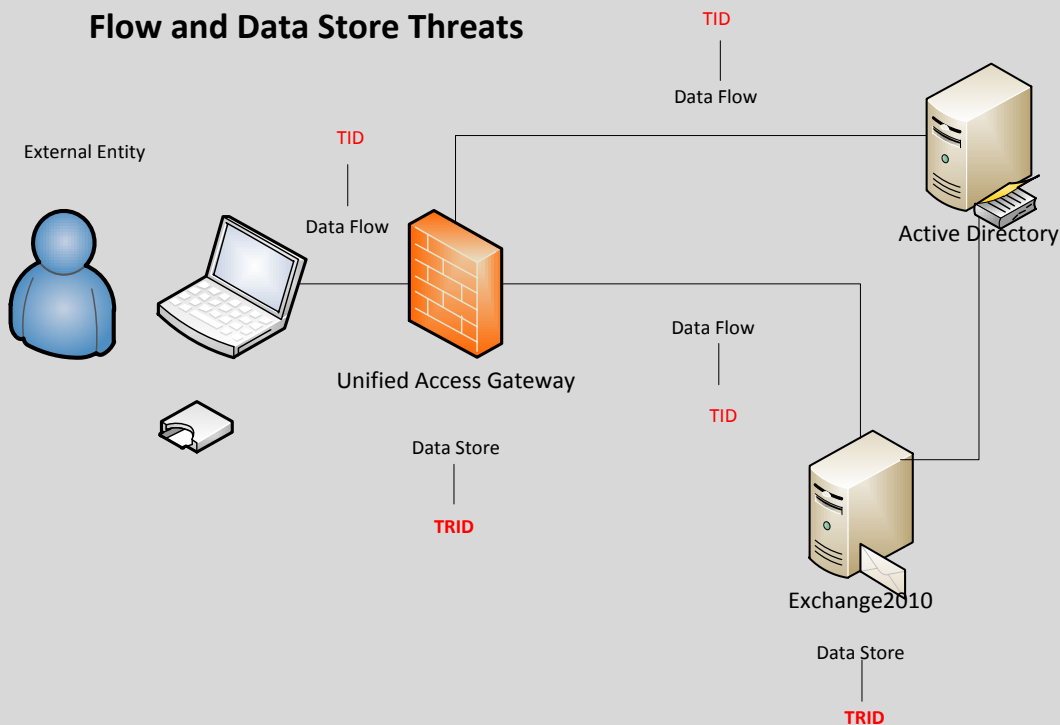 Flow and Data Store Threats
TID
Data Flow
TID
External Entity
Data Flow
Active Directory
Data Flow
Unified Access Gateway
TID
Data Store
TRID
Exchange2010
Data Store
TRID